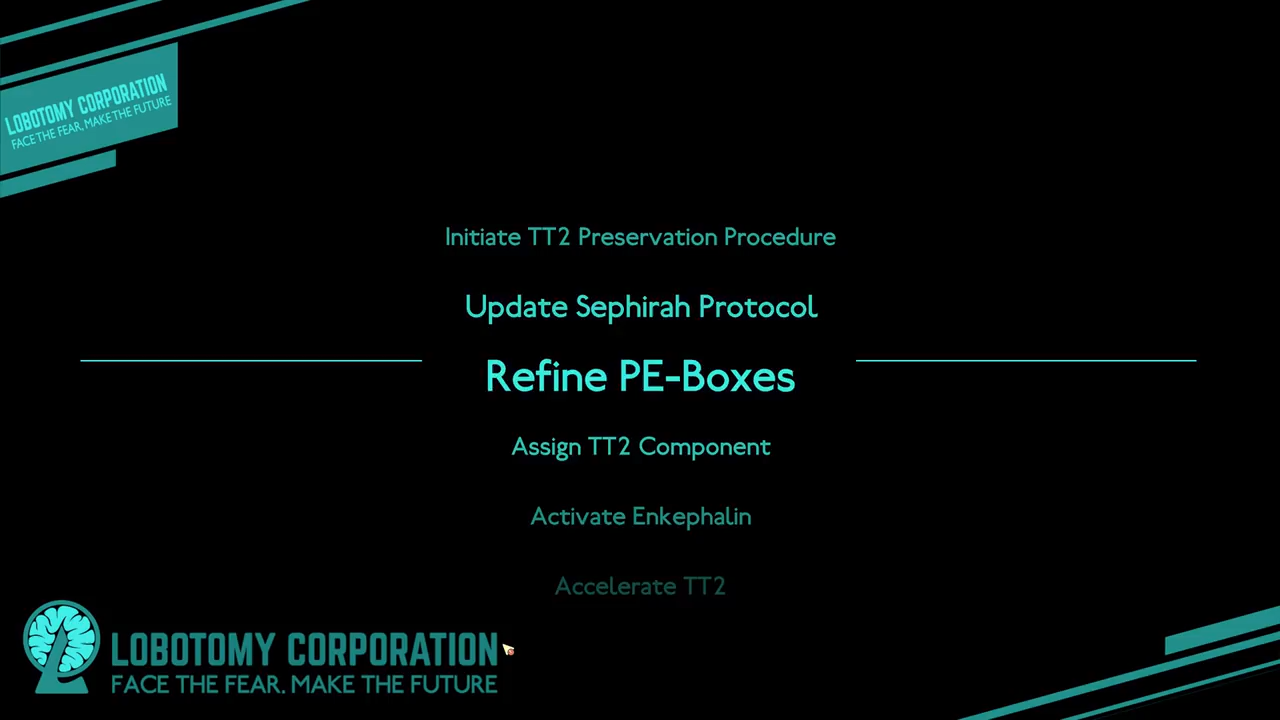 LOBOTOMY CORPORATION
FACE THE FEAR, MAKE THE FUTURE
Initiate TT2 Preservation Procedure
Update Sephirah Protocol
Refine PE-Boxes
Assign TT2 Component
Activate Enkephalin
Accelerate TT2
LOBOTOMY CORPORATION
FACE THE FEAR, MAKE THE FUTURE